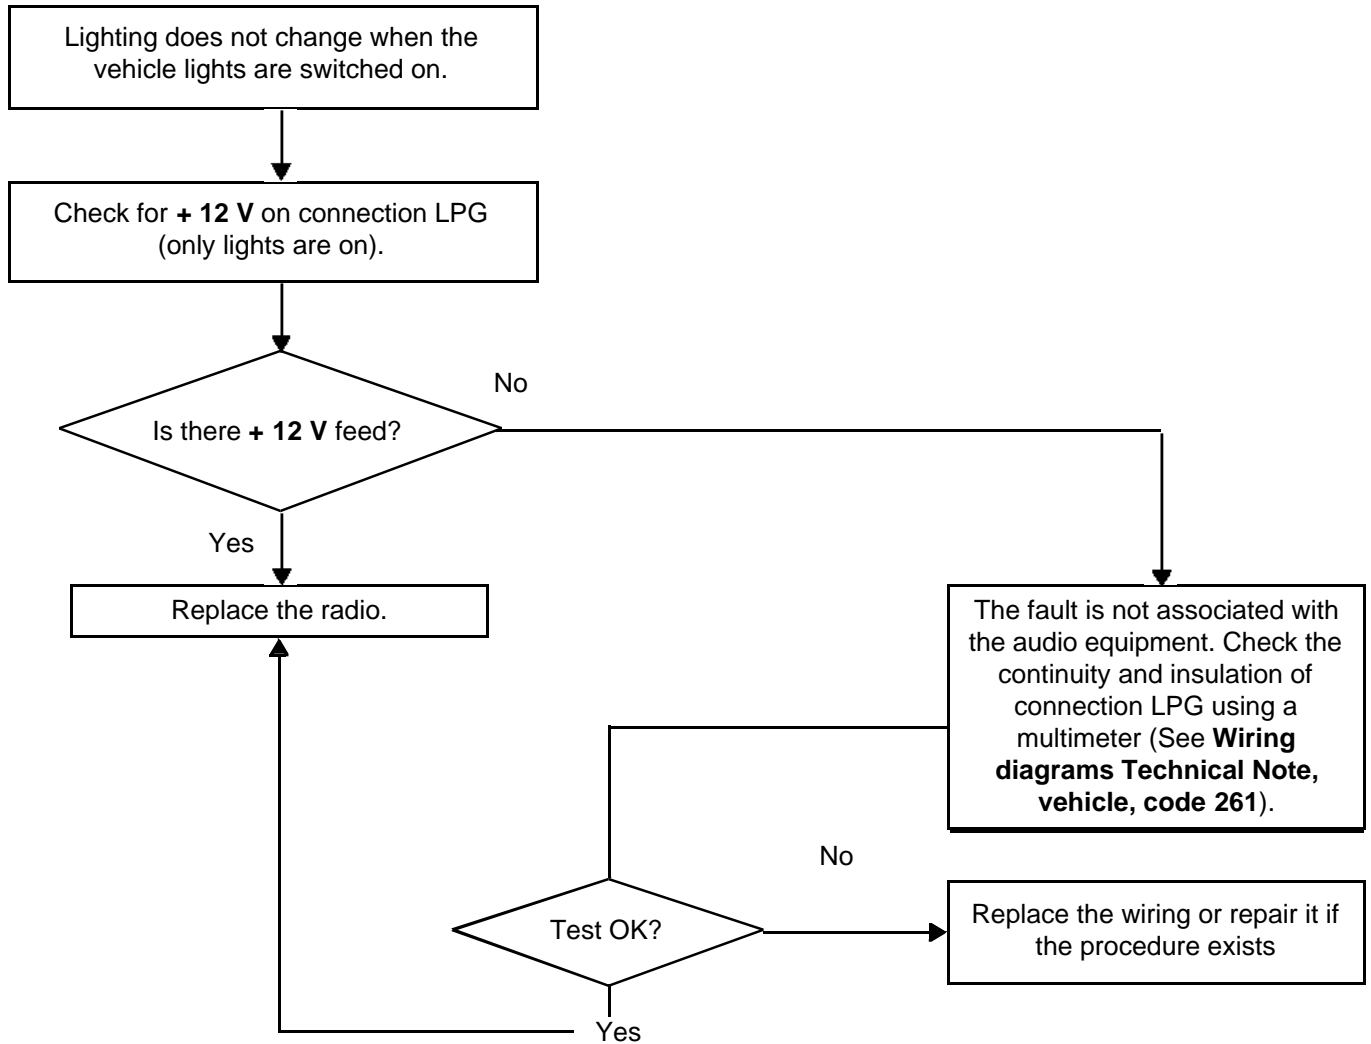 Lighting does not change when the
vehicle lights are switched on.
Check for + 12 V on connection LPG
(only lights are on).
Is there + 12 V feed?
No
Yes
Replace the radio.
The fault is not associated with
the audio equipment. Check the
continuity and insulation of
connection LPG using a
multimeter (See Wiring
diagrams Technical Note,
vehicle, code 261).
Test OK?
No
Replace the wiring or repair it if
the procedure exists
Yes